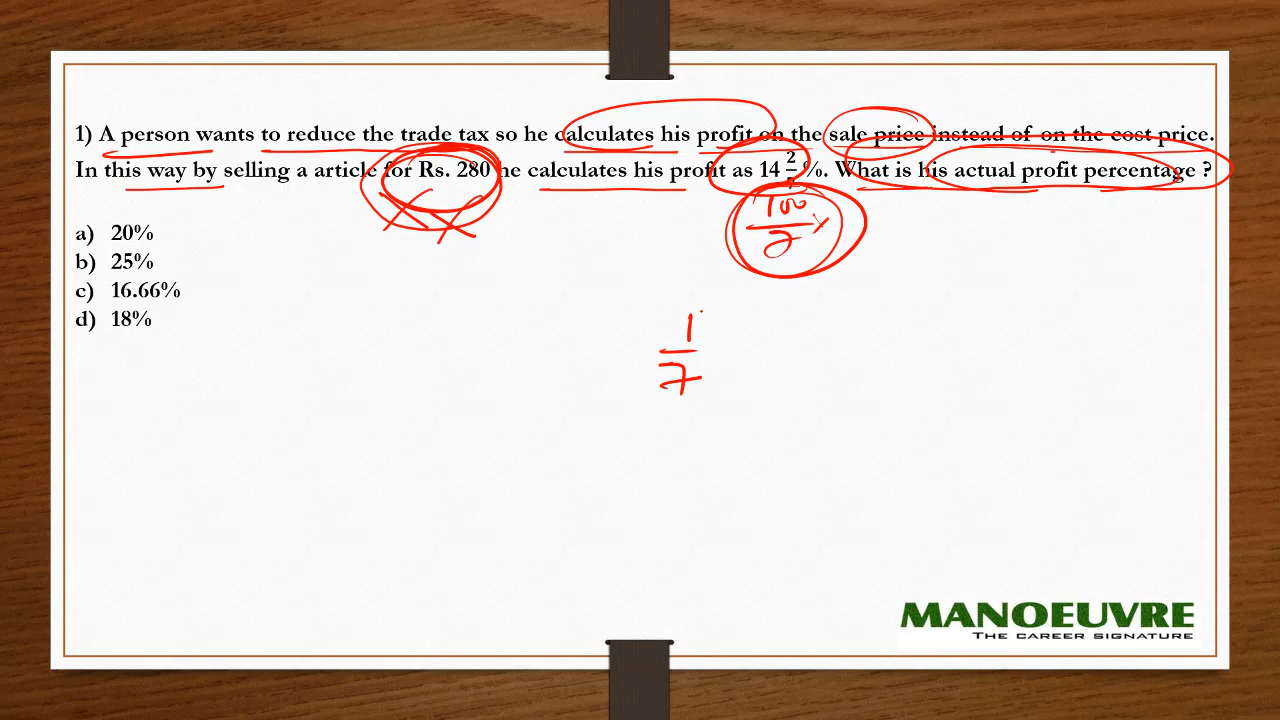 1) A person wants to reduce the trade tax so he calculates his profit on the sale price instead of on the cost price.
In this way by selling a article for Rs. 280 he calculates his profit as 14 2/7 %. What is his actual profit percentage ?
100
7
a) 20%
b) 25%
c) 16.66%
d) 18%
1
7
MANOEUVRE
THE CAREER SIGNATURE